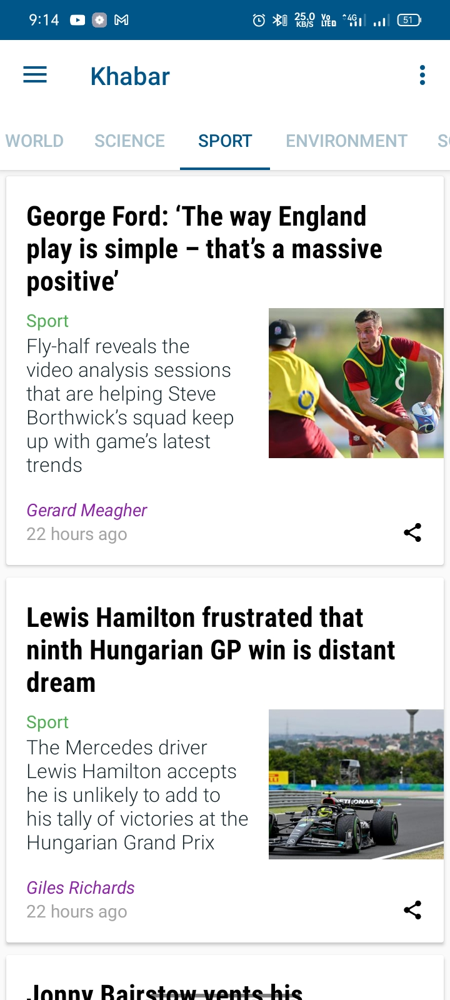 9:14
25.0
KB/S
Vo
LTED
4G
51
Khabar
WORLD SCIENCE SPORT ENVIRONMENT
George Ford: ‘The way England
play is simple – that’s a massive
positive’
Sport
Fly-half reveals the
video analysis sessions
that are helping Steve
Borthwick’s squad keep
up with game’s latest
trends
Gerard Meagher
22 hours ago
Lewis Hamilton frustrated that
ninth Hungarian GP win is distant
dream
Sport
The Mercedes driver
Lewis Hamilton accepts
he is unlikely to add to
his tally of victories at the
Hungarian Grand Prix
PETRONAS
Giles Richards
22 hours ago
Jonny Bairstow vents his